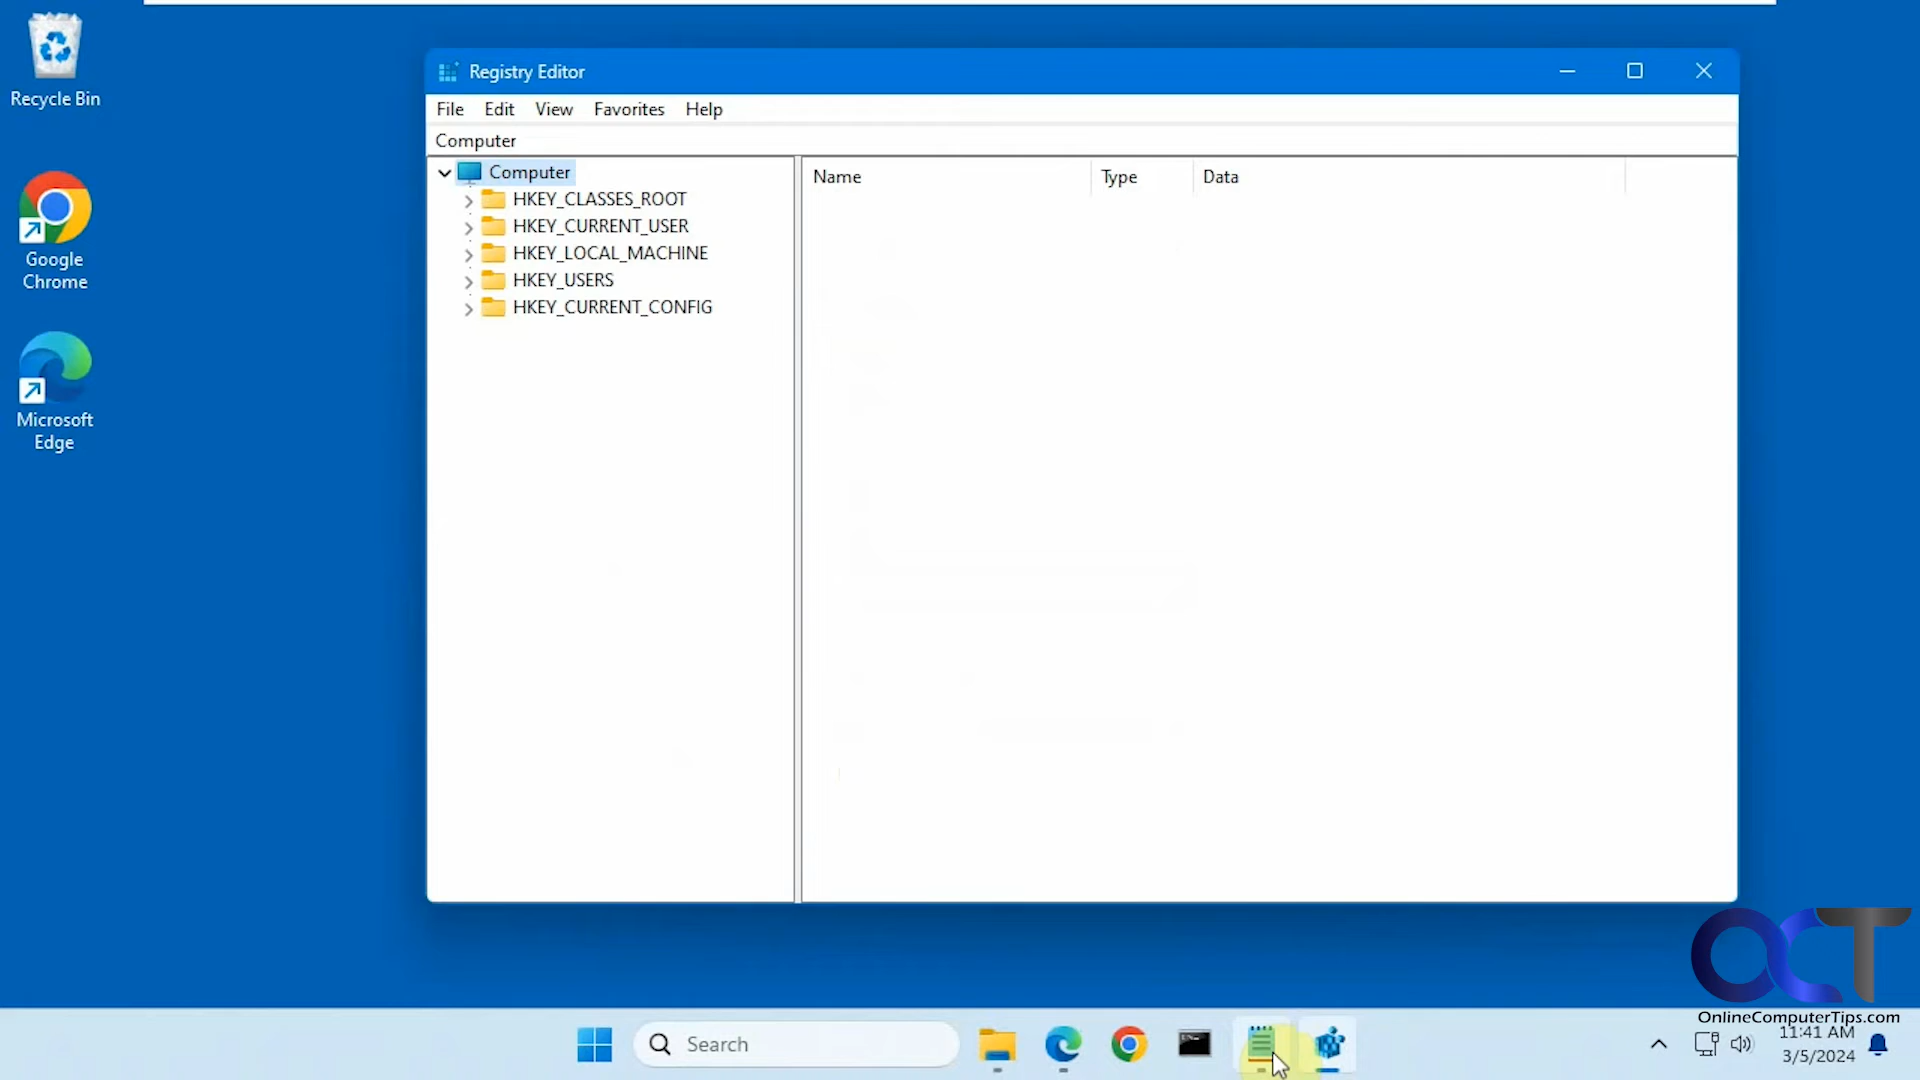 Recycle Bin
Google
Chrome
Microsoft
Edge
Registry Editor
File Edit View Favorites Help
Computer
Computer
HKEY_CLASSES_ROOT
HKEY_CURRENT_USER
HKEY_LOCAL_MACHINE
HKEY_USERS
HKEY_CURRENT_CONFIG
Name Type Data
OCT
OnlineComputerTips.com
Search
11:41 AM
3/5/2024